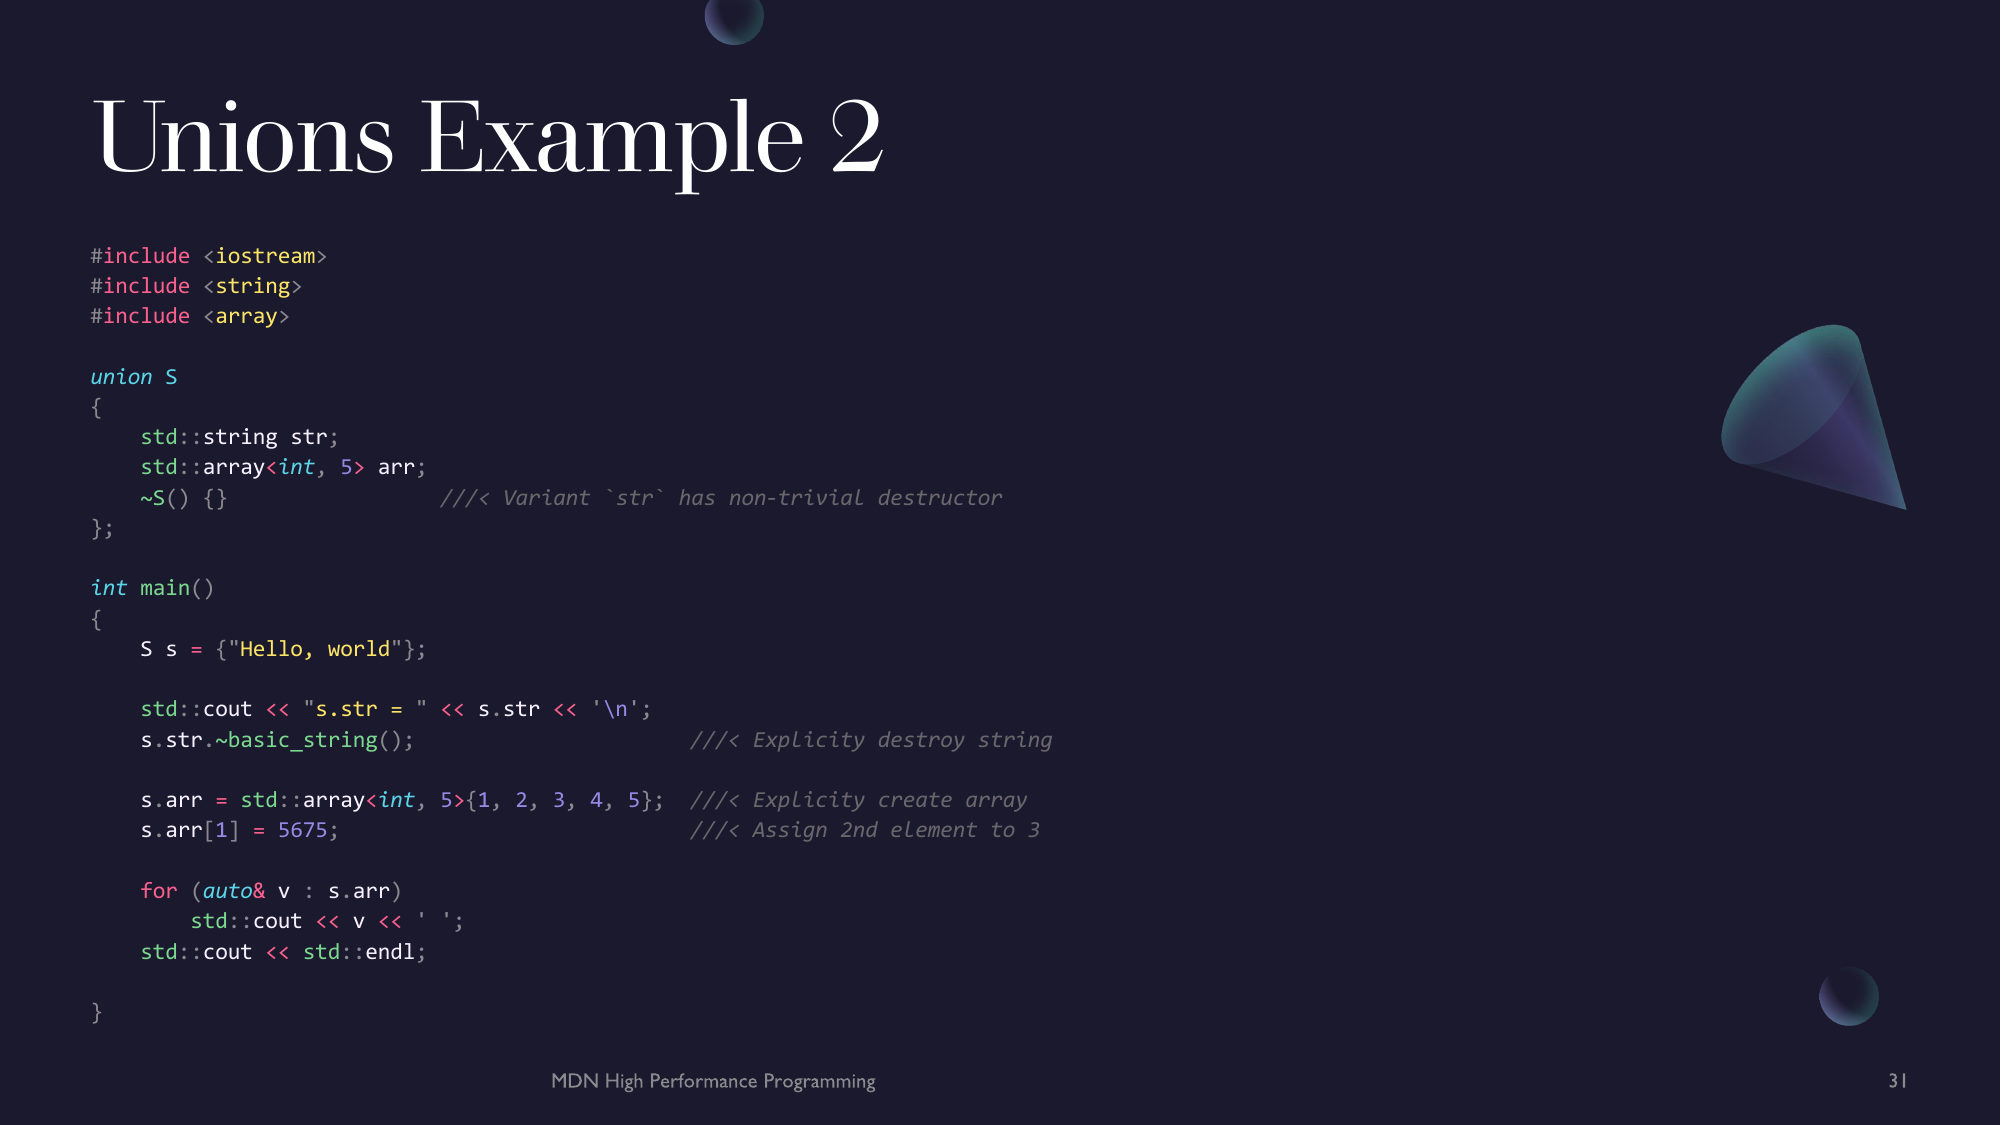 Unions Example 2
#include <iostream>
#include <string>
#include <array>
union S
{
    std::string str;
    std::array<int, 5> arr;
    ~S() {}                 ///< Variant `str` has non-trivial destructor
};
int main()
{
    S s = {"Hello, world"};
    std::cout << "s.str = " << s.str << '\n';
    s.str.~basic_string();                      ///< Explicity destroy string
    s.arr = std::array<int, 5>{1, 2, 3, 4, 5};  ///< Explicity create array
    s.arr[1] = 5675;                            ///< Assign 2nd element to 3
    for (auto& v : s.arr)
        std::cout << v << ' ';
    std::cout << std::endl;
}
MDN High Performance Programming
31